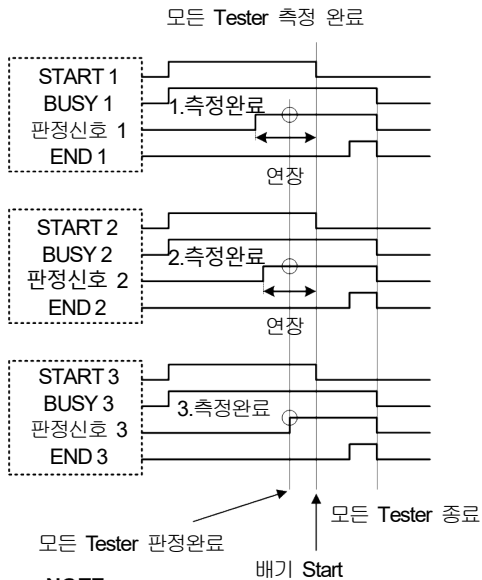 모든 Tester 측정 완료
START 1
BUSY 1
1.측정완료
판정신호 1
END 1
연장
START 2
BUSY 2
2.측정완료
판정신호 2
END 2
연장
START 3
BUSY 3
3.측정완료
판정신호 3
END 3
모든 Tester 종료
모든 Tester 판정완료
배기 Start